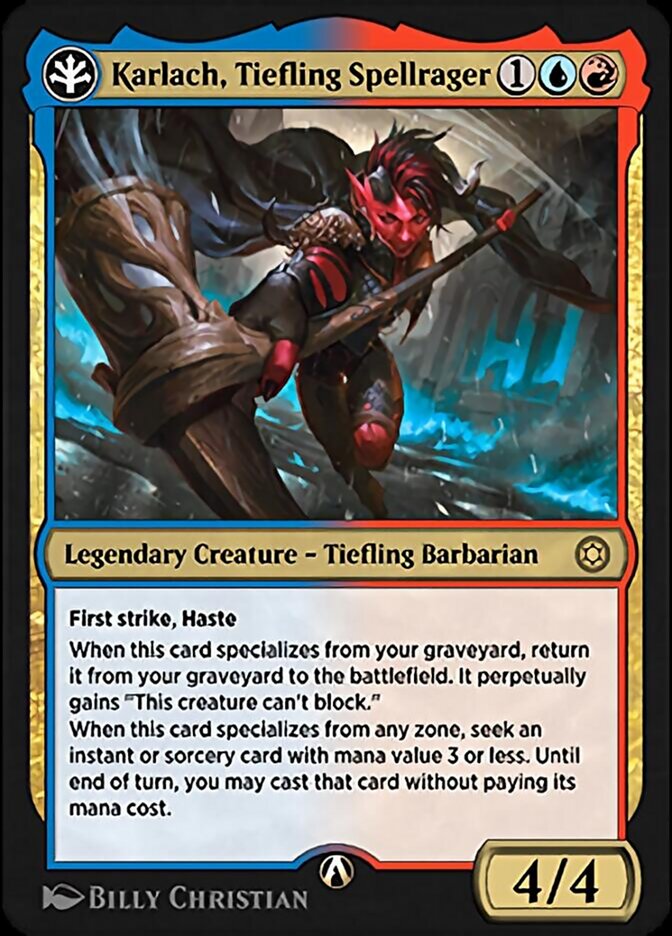 Karlach, Tiefling Spellrager 1
Legendary Creature – Tiefling Barbarian
First strike, Haste
When this card specializes from your graveyard, return
it from your graveyard to the battlefield. It perpetually
gains "This creature can't block."
When this card specializes from any zone, seek an
instant or sorcery card with mana value 3 or less. Until
end of turn, you may cast that card without paying its
mana cost.
4/4
Billy Christian